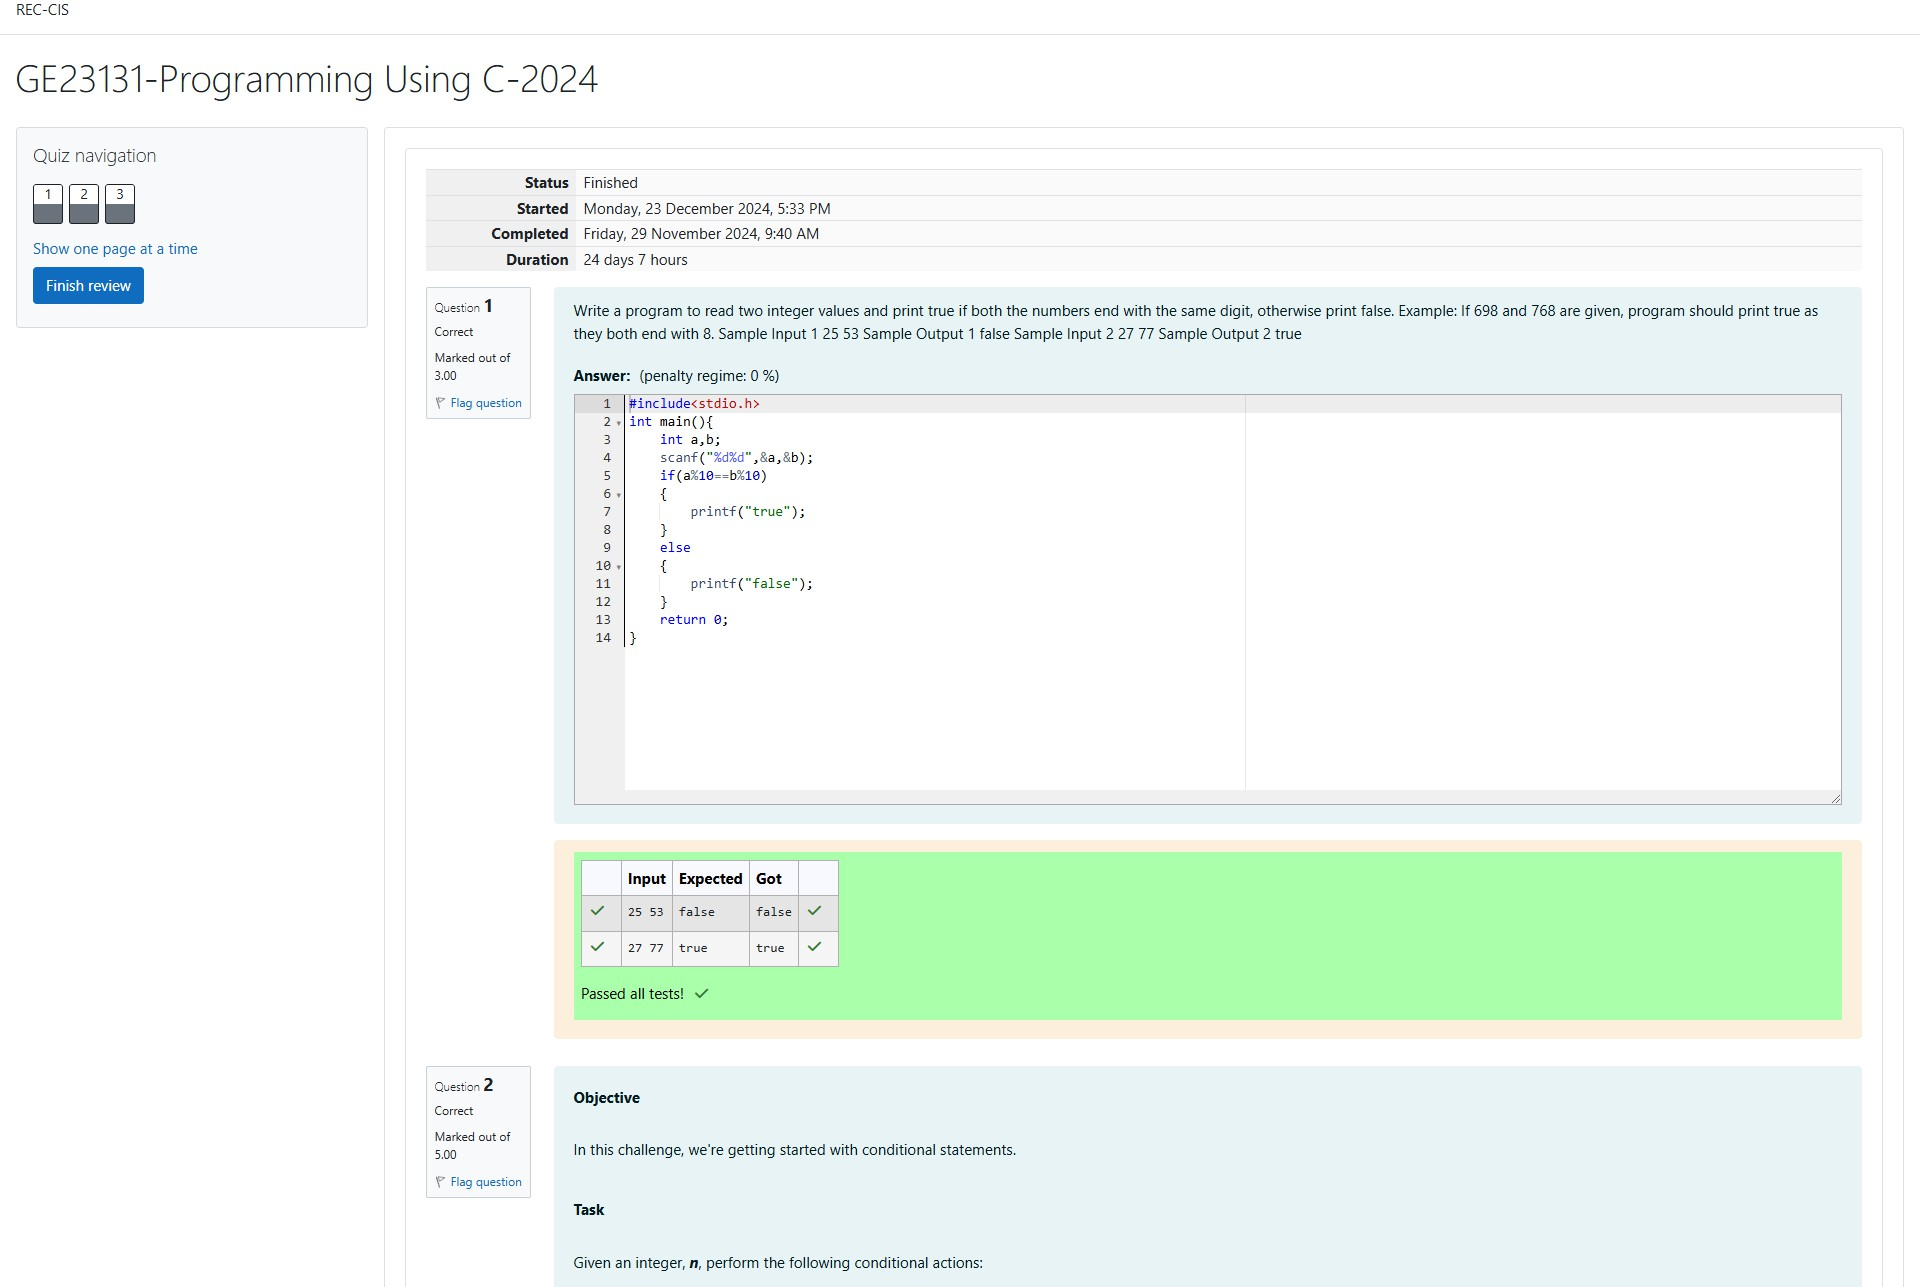 REC-CIS
GE23131-Programming Using C-2024
Quiz navigation
1 2 3
Show one page at a time
Finish review
Status Finished
Started Monday, 23 December 2024, 5:33 PM
Completed Friday, 29 November 2024, 9:40 AM
Duration 24 days 7 hours
Question 1
Correct
Marked out of
3.00
Flag question
Write a program to read two integer values and print true if both the numbers end with the same digit, otherwise print false. Example: If 698 and 768 are given, program should print true as
they both end with 8. Sample Input 1 25 53 Sample Output 1 false Sample Input 2 27 77 Sample Output 2 true
Answer: (penalty regime: 0 %)
1 #include<stdio.h>
2 int main(){
3     int a,b;
4     scanf("%d%d",&a,&b);
5     if(a%10==b%10)
6     {
7         printf("true");
8     }
9     else
10     {
11         printf("false");
12     }
13     return 0;
14 }
Input Expected Got
25 53 false false
27 77 true true
Passed all tests!
Question 2
Correct
Marked out of
5.00
Flag question
Objective
In this challenge, we're getting started with conditional statements.
Task
Given an integer, n, perform the following conditional actions: